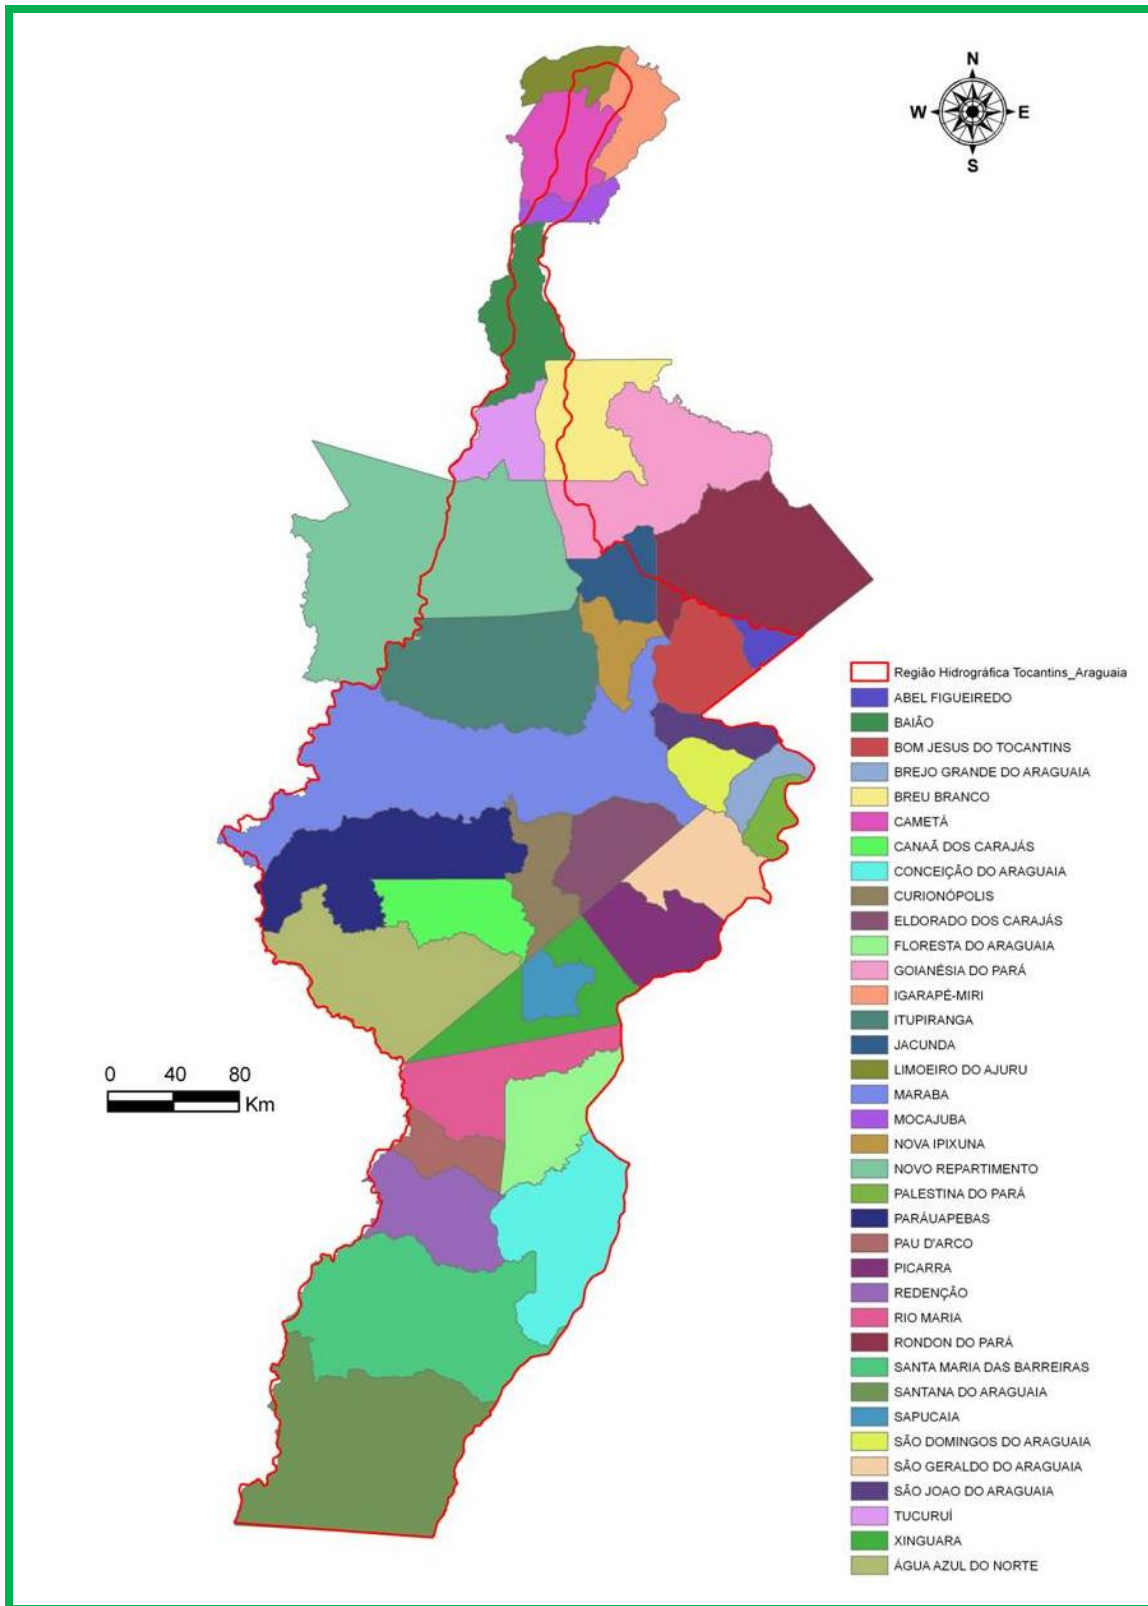 N
W E
S
Região Hidrográfica Tocantins_Araguaia
ABEL FIGUEIREDO
BAIÃO
BOM JESUS DO TOCANTINS
BREJO GRANDE DO ARAGUAIA
BREU BRANCO
CAMETÁ
CANAÃ DOS CARAJÁS
CONCEIÇÃO DO ARAGUAIA
CURIONÓPOLIS
ELDORADO DOS CARAJÁS
FLORESTA DO ARAGUAIA
GOIANÉSIA DO PARÁ
IGARAPÉ-MIRI
ITUPIRANGA
JACUNDA
LIMOEIRO DO AJURU
MARABA
MOCAJUBA
NOVA IPIXUNA
NOVO REPARTIMENTO
PALESTINA DO PARÁ
PARÁUAPEBAS
PAU D'ARCO
PICARRA
REDENÇÃO
RIO MARIA
RONDON DO PARÁ
SANTA MARIA DAS BARREIRAS
SANTANA DO ARAGUAIA
SAPUCAIA
SÃO DOMINGOS DO ARAGUAIA
SÃO GERALDO DO ARAGUAIA
SÃO JOAO DO ARAGUAIA
TUCURUÍ
XINGUARA
ÁGUA AZUL DO NORTE
0 40 80
Km